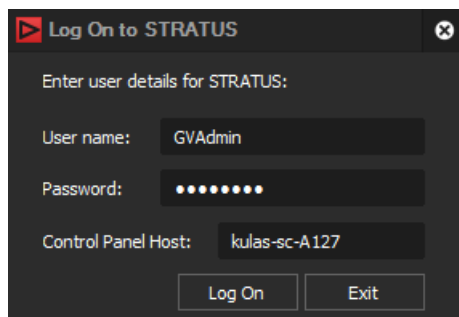 Log On to STRATUS
Enter user details for STRATUS:
User name: GVAdmin
Password: ●●●●●●●●
Control Panel Host: kulas-sc-A127
Log On Exit